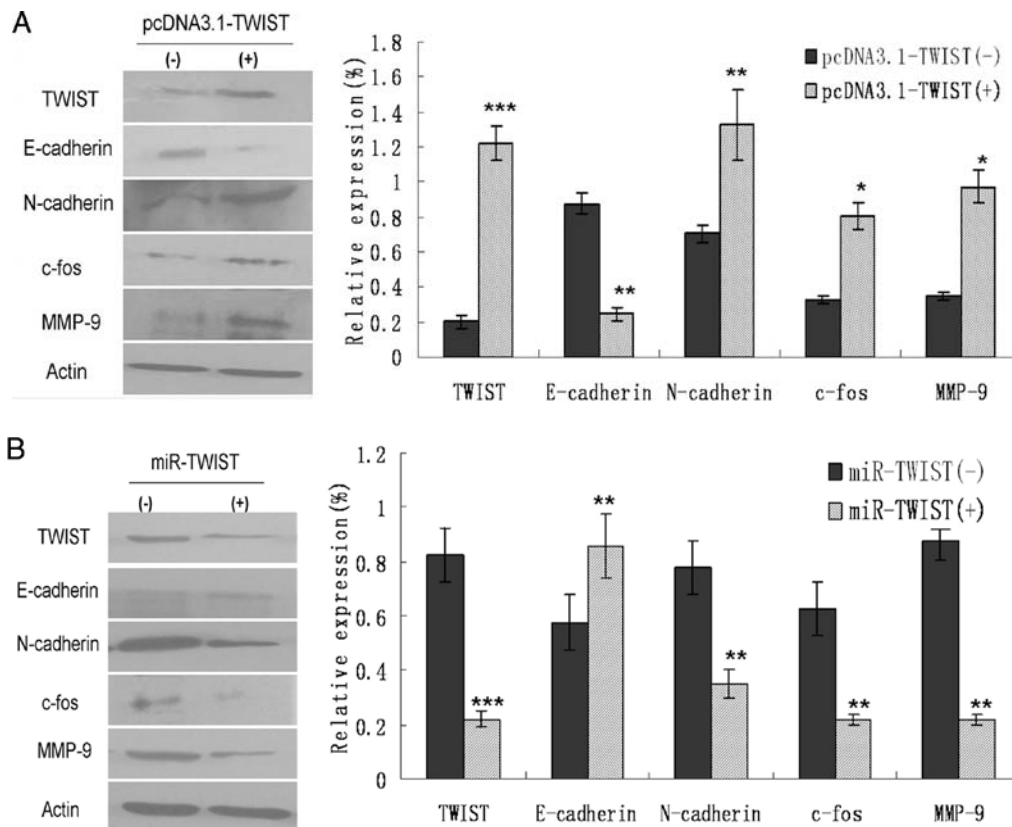 A
pcDNA3.1-TWIST
(-) (+)
TWIST
E-cadherin
N-cadherin
c-fos
MMP-9
Actin
Relative expression(%)
1.8
1.6
1.4
1.2
1
0.8
0.6
0.4
0.2
0
*** ** ** * *
pcDNA3.1-TWIST(-)
pcDNA3.1-TWIST(+)
TWIST E-cadherin N-cadherin c-fos MMP-9
B
miR-TWIST
(-) (+)
TWIST
E-cadherin
N-cadherin
c-fos
MMP-9
Actin
Relative expression(%)
1.2
1
0.8
0.6
0.4
0.2
0
*** ** ** ** **
miR-TWIST(-)
miR-TWIST(+)
TWIST E-cadherin N-cadherin c-fos MMP-9